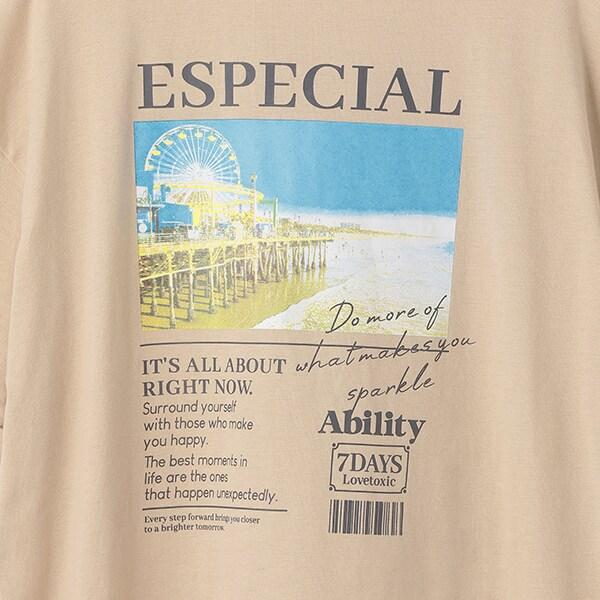 ESPECIAL
Do more of
what makes you
sparkle
IT'S ALL ABOUT
RIGHT NOW.
Surround yourself
with those who make
you happy.
The best moments in
life are the ones
that happen unexpectedly.
Every step forward brings you closer
to a brighter tomorrow.
Ability
7DAYS
Lovetoxic